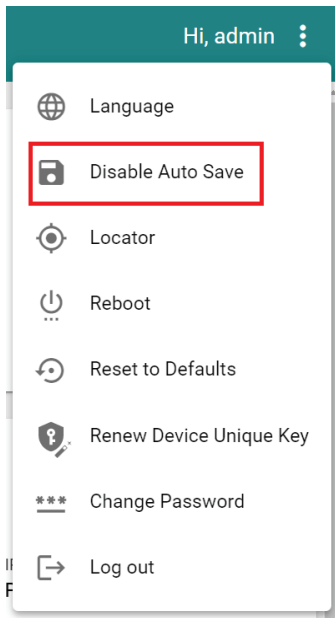 Hi, admin
Language
Disable Auto Save
Locator
Reboot
Reset to Defaults
Renew Device Unique Key
Change Password
Log out